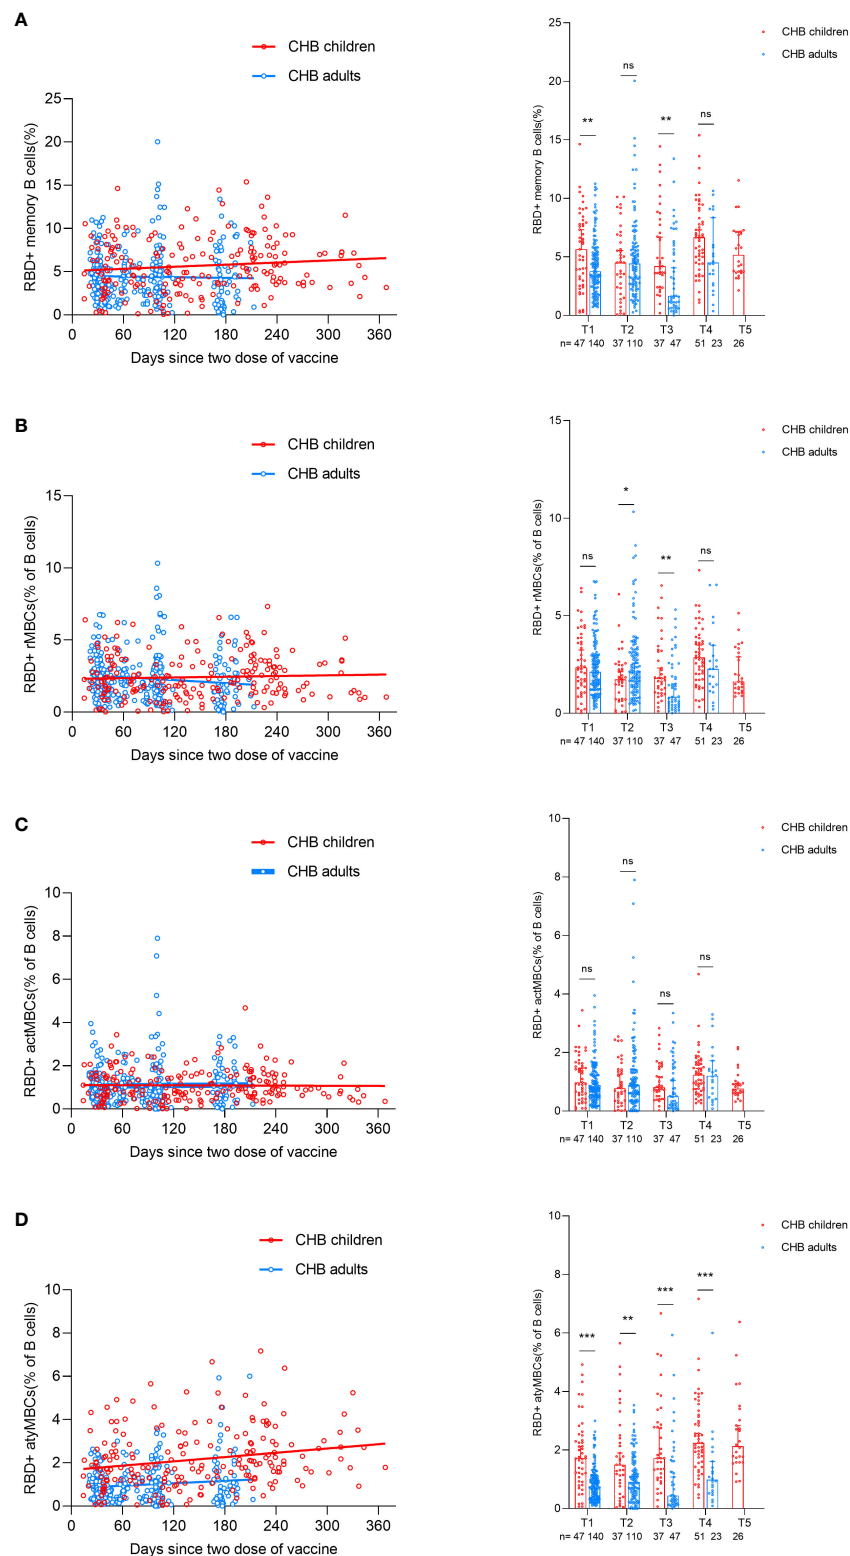 A
CHB children
CHB adults
RBD+ memory B cells(%)
25
20
15
10
5
0
0 60 120 180 240 300 360
Days since two dose of vaccine
CHB children
CHB adults
RBD+ memory B cells(%)
25
20
15
10
5
0
** ns ** ns
T1 T2 T3 T4 T5
n= 47 140 37 110 37 47 51 23 26
B
CHB children
CHB adults
RBD+ rMBCs(% of B cells)
15
10
5
0
0 60 120 180 240 300 360
Days since two dose of vaccine
CHB children
CHB adults
RBD+ rMBCs(% of B cells)
15
10
5
0
ns * ** ns
T1 T2 T3 T4 T5
n= 47 140 37 110 37 47 51 23 26
C
CHB children
CHB adults
RBD+ actMBCs(% of B cells)
10
8
6
4
2
0
0 60 120 180 240 300 360
Days since two dose of vaccine
CHB children
CHB adults
RBD+ actMBCs(% of B cells)
10
8
6
4
2
0
ns ns ns ns
T1 T2 T3 T4 T5
n= 47 140 37 110 37 47 51 23 26
D
CHB children
CHB adults
RBD+ atyMBCs(% of B cells)
10
8
6
4
2
0
0 60 120 180 240 300 360
Days since two dose of vaccine
CHB children
CHB adults
RBD+ atyMBCs(% of B cells)
10
8
6
4
2
0
*** ** *** ***
T1 T2 T3 T4 T5
n= 47 140 37 110 37 47 51 23 26